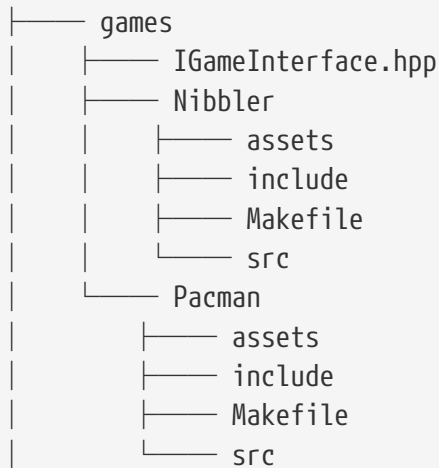 ├── games
│   ├── IGameInterface.hpp
│   ├── Nibbler
│   │   ├── assets
│   │   ├── include
│   │   ├── Makefile
│   │   └── src
│   └── Pacman
│       ├── assets
│       ├── include
│       ├── Makefile
│       └── src